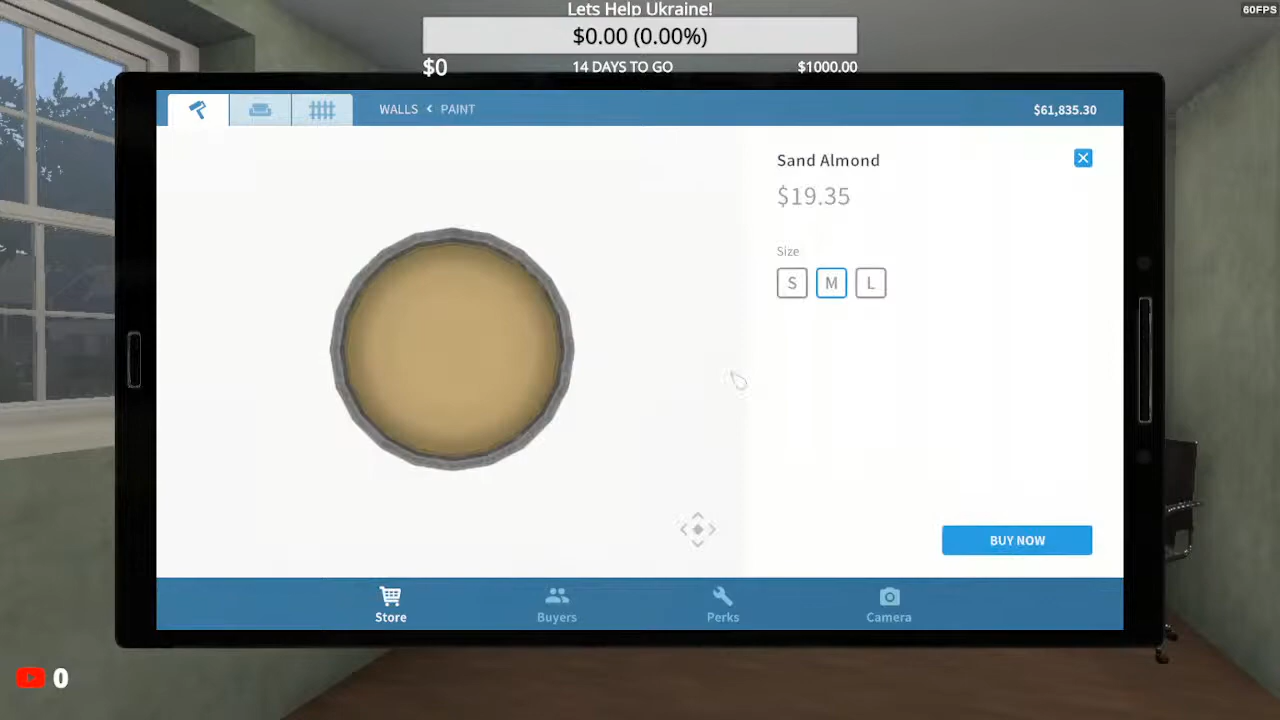 Lets Help Ukraine!
60FPS
$0.00 (0.00%)
$0
14 DAYS TO GO
$1000.00
WALLS < PAINT
$61,835.30
Sand Almond
$19.35
Size
S M L
BUY NOW
Store
Buyers
Perks
Camera
0